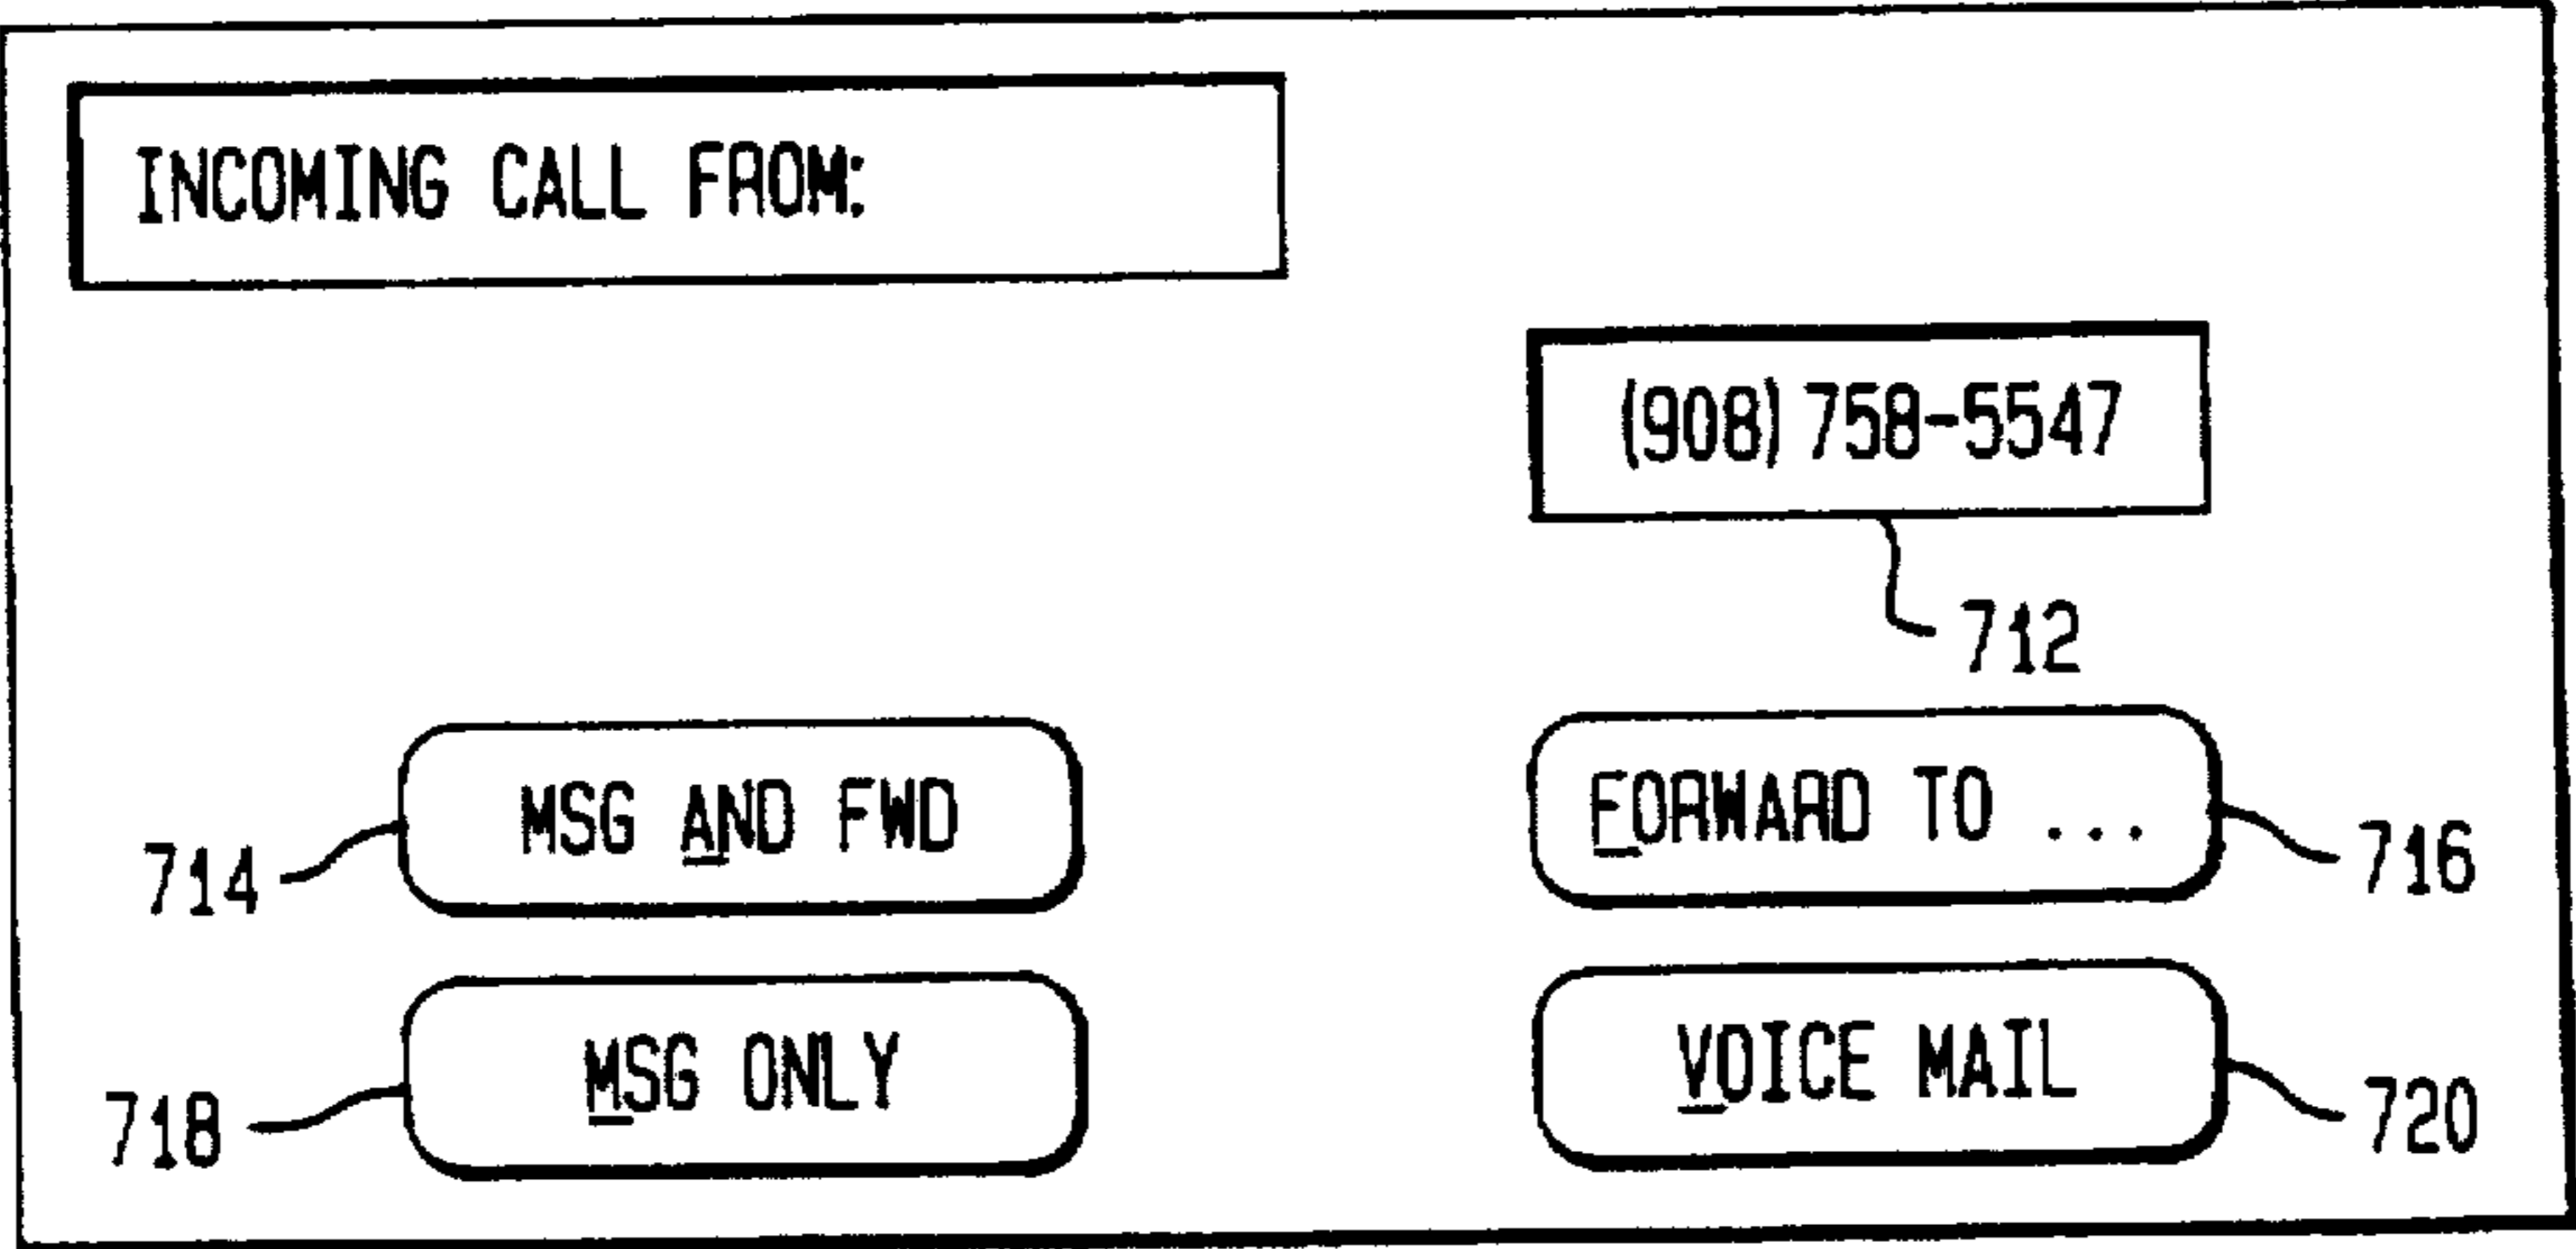 INCOMING CALL FROM:
(908) 758-5547
712
MSG AND FWD
FORWARD TO ...
714
716
MSG ONLY
VOICE MAIL
718
720